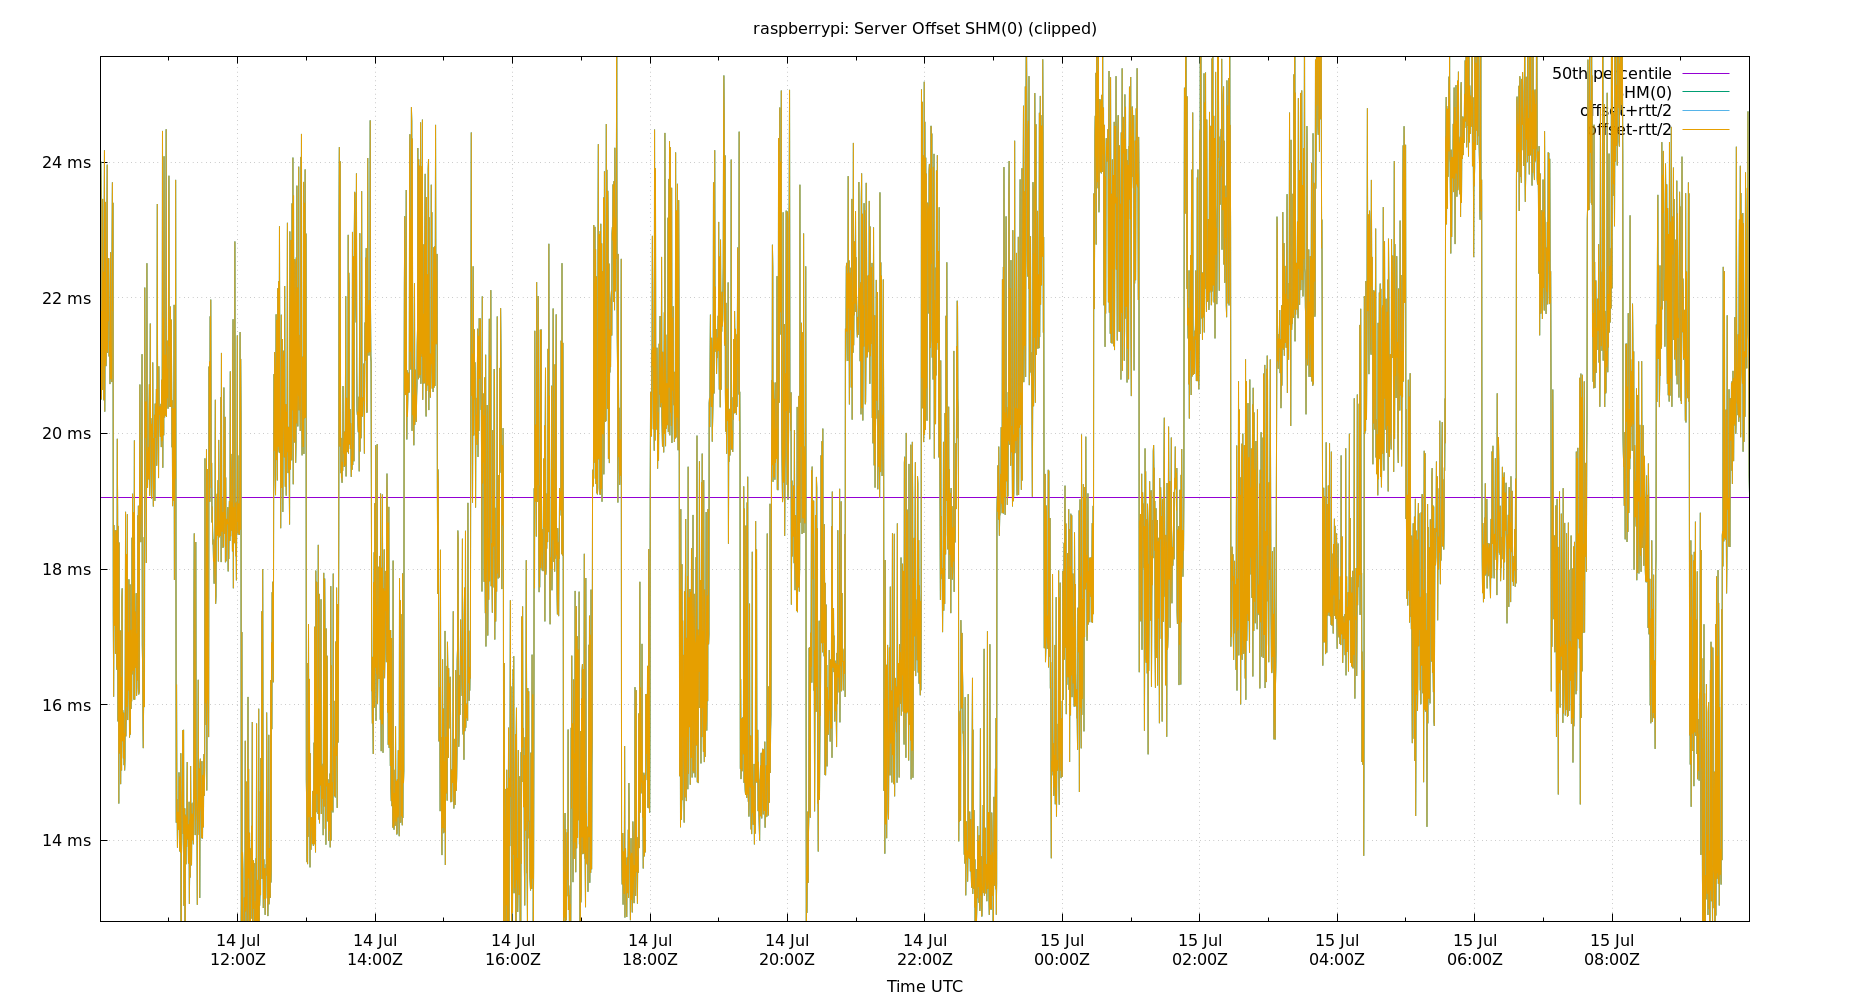 raspberrypi: Server Offset SHM(0) (clipped)
50th percentile
SHM(0)
offset+rtt/2
offset-rtt/2
24 ms
22 ms
20 ms
18 ms
16 ms
14 ms
14 Jul 14 Jul 14 Jul 14 Jul 14 Jul 14 Jul 15 Jul 15 Jul 15 Jul 15 Jul 15 Jul
12:00Z 14:00Z 16:00Z 18:00Z 20:00Z 22:00Z 00:00Z 02:00Z 04:00Z 06:00Z 08:00Z
Time UTC